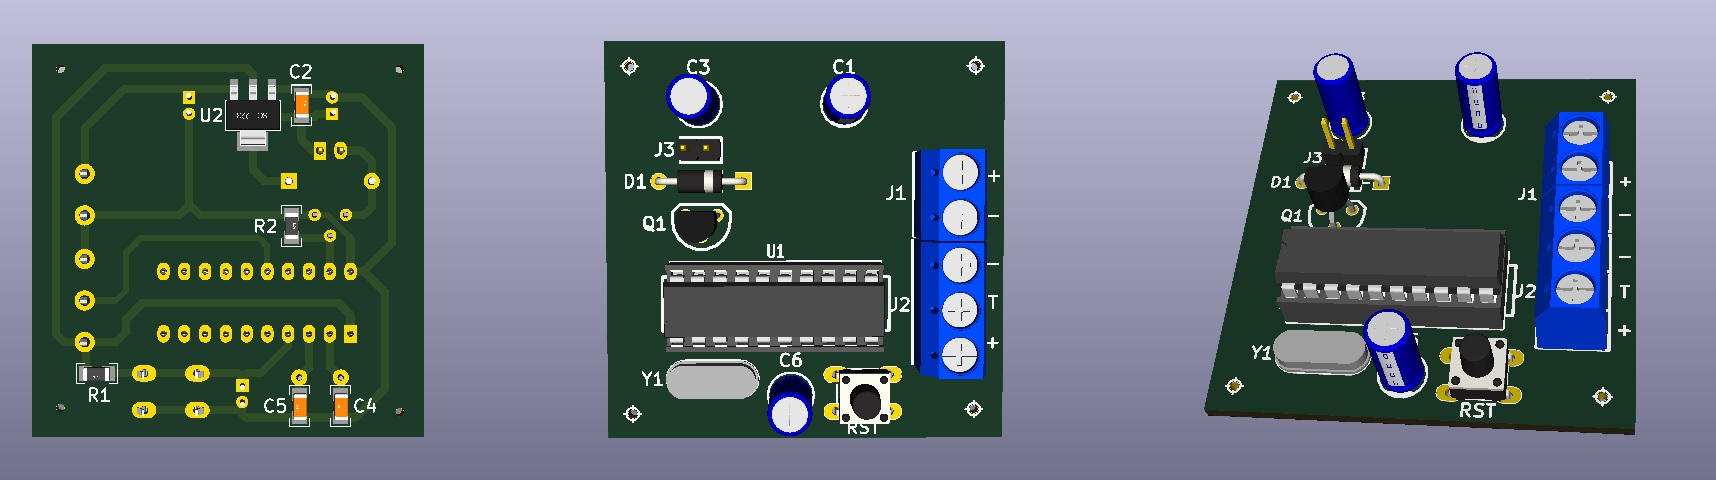 C2
U2
R2
R1
C5
C4
C3
C1
J3
D1
+
J1
−
Q1
U1
−
J2
T
+
C6
Y1
RST
J3
D1
+
J1
Q1
−
−
J2
T
Y1
+
RST